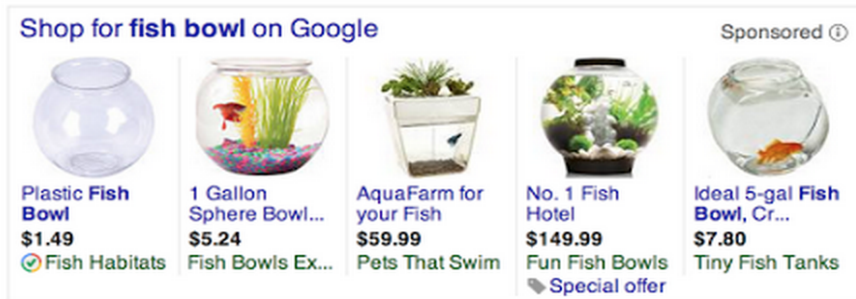 Shop for fish bowl on Google
Sponsored
Plastic Fish
Bowl
$1.49
Fish Habitats
1 Gallon
Sphere Bowl...
$5.24
Fish Bowls Ex...
AquaFarm for
your Fish
$59.99
Pets That Swim
No. 1 Fish
Hotel
$149.99
Fun Fish Bowls
Special offer
Ideal 5-gal Fish
Bowl, Cr...
$7.80
Tiny Fish Tanks